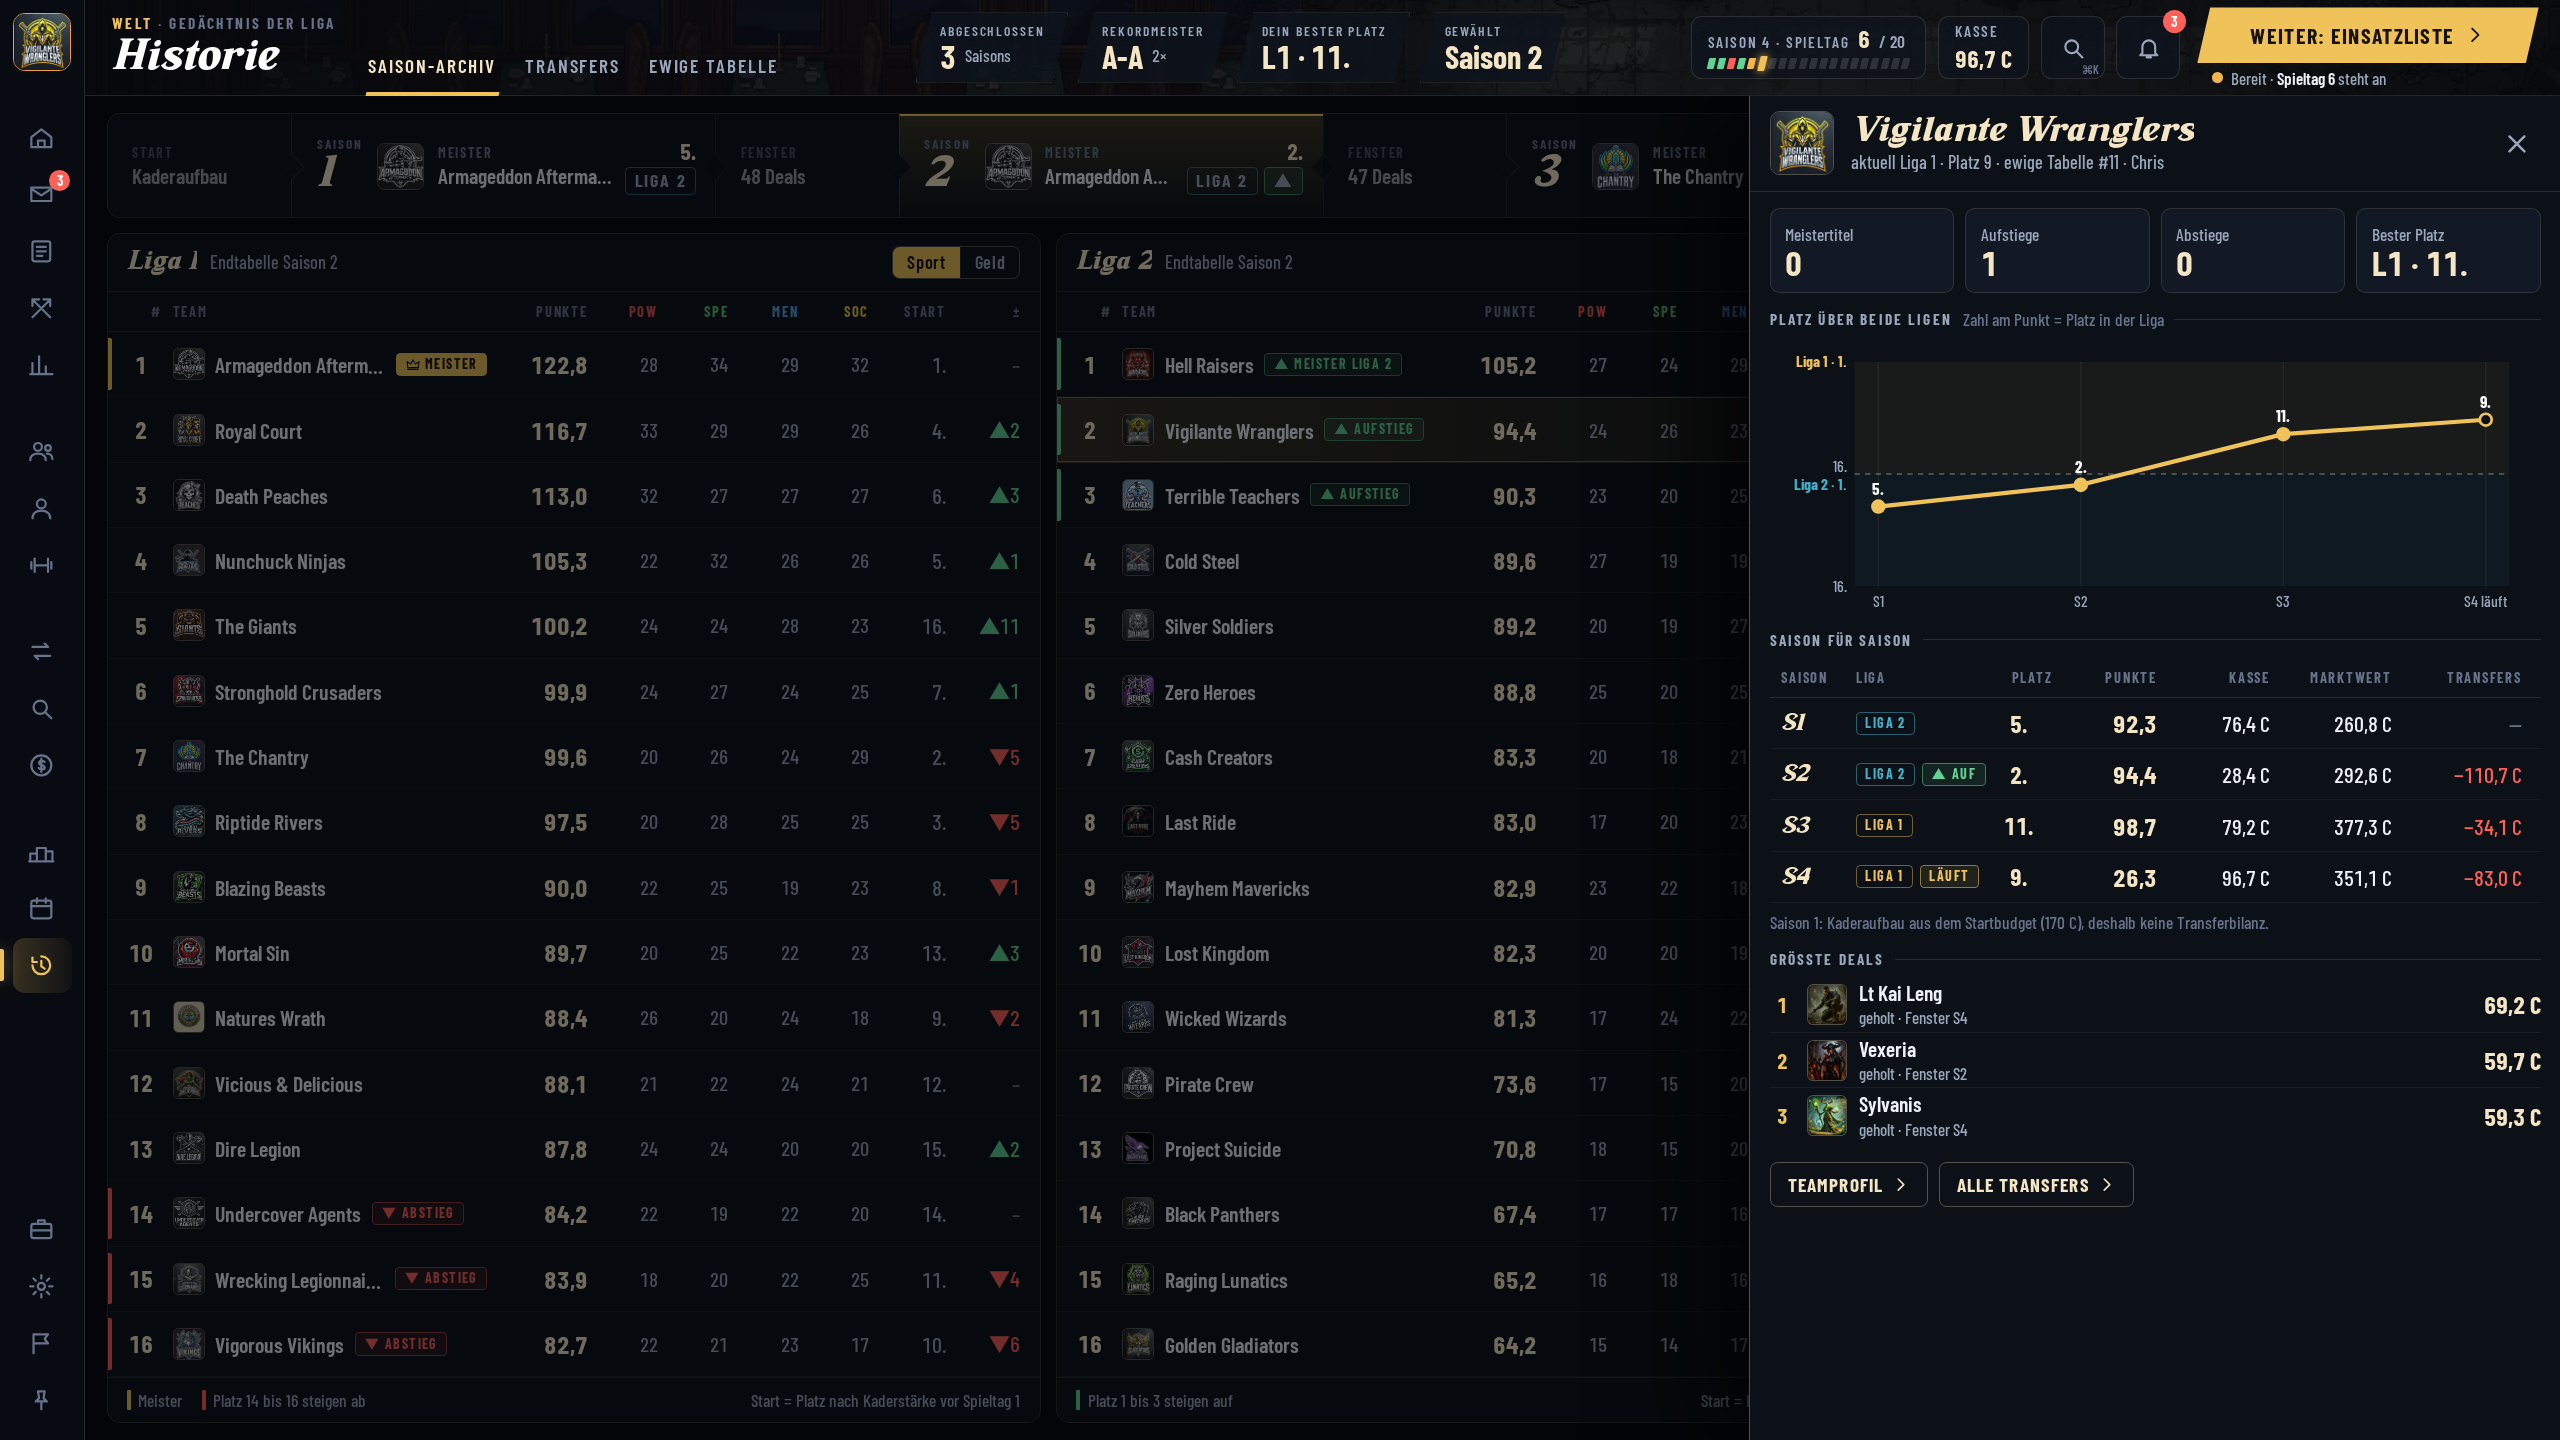 WELT · GEDÄCHTNIS DER LIGA
Historie
SAISON-ARCHIV TRANSFERS EWIGE TABELLE
ABGESCHLOSSEN
3 Saisons
REKORDMEISTER
A-A 2×
DEIN BESTER PLATZ
L1 · 11.
GEWÄHLT
Saison 2
SAISON 4 · SPIELTAG 6 / 20
KASSE
96,7 C
⌘K
3
WEITER: EINSATZLISTE
Bereit · Spieltag 6 steht an
3
START
Kaderaufbau
SAISON
1
MEISTER
Armageddon Afterma...
5.
LIGA 2
FENSTER
48 Deals
SAISON
2
MEISTER
Armageddon A...
2.
LIGA 2 ▲
FENSTER
47 Deals
SAISON
3
MEISTER
The Chantry
Liga 1 Endtabelle Saison 2
Sport Geld
# TEAM PUNKTE POW SPE MEN SOC START ±
1 Armageddon Afterm... MEISTER 122,8 28 34 29 32 1. –
2 Royal Court 116,7 33 29 29 26 4. ▲2
3 Death Peaches 113,0 32 27 27 27 6. ▲3
4 Nunchuck Ninjas 105,3 22 32 26 26 5. ▲1
5 The Giants 100,2 24 24 28 23 16. ▲11
6 Stronghold Crusaders 99,9 24 27 24 25 7. ▲1
7 The Chantry 99,6 20 26 24 29 2. ▼5
8 Riptide Rivers 97,5 20 28 25 25 3. ▼5
9 Blazing Beasts 90,0 22 25 19 23 8. ▼1
10 Mortal Sin 89,7 20 25 22 23 13. ▲3
11 Natures Wrath 88,4 26 20 24 18 9. ▼2
12 Vicious & Delicious 88,1 21 22 24 21 12. –
13 Dire Legion 87,8 24 24 20 20 15. ▲2
14 Undercover Agents ▼ ABSTIEG 84,2 22 19 22 20 14. –
15 Wrecking Legionnai... ▼ ABSTIEG 83,9 18 20 22 25 11. ▼4
16 Vigorous Vikings ▼ ABSTIEG 82,7 22 21 23 17 10. ▼6
Meister Platz 14 bis 16 steigen ab Start = Platz nach Kaderstärke vor Spieltag 1
Liga 2 Endtabelle Saison 2
# TEAM PUNKTE POW SPE MEN
1 Hell Raisers ▲ MEISTER LIGA 2 105,2 27 24 29
2 Vigilante Wranglers ▲ AUFSTIEG 94,4 24 26 23
3 Terrible Teachers ▲ AUFSTIEG 90,3 23 20 25
4 Cold Steel 89,6 27 19 19
5 Silver Soldiers 89,2 20 19 27
6 Zero Heroes 88,8 25 20 25
7 Cash Creators 83,3 20 18 21
8 Last Ride 83,0 17 20 23
9 Mayhem Mavericks 82,9 23 22 18
10 Lost Kingdom 82,3 20 20 19
11 Wicked Wizards 81,3 17 24 22
12 Pirate Crew 73,6 17 15 20
13 Project Suicide 70,8 18 15 20
14 Black Panthers 67,4 17 17 16
15 Raging Lunatics 65,2 16 18 16
16 Golden Gladiators 64,2 15 14 17
Platz 1 bis 3 steigen auf Start =
Vigilante Wranglers
aktuell Liga 1 · Platz 9 · ewige Tabelle #11 · Chris
Meistertitel
0
Aufstiege
1
Abstiege
0
Bester Platz
L1 · 11.
PLATZ ÜBER BEIDE LIGEN Zahl am Punkt = Platz in der Liga
Liga 1 · 1.
16.
Liga 2 · 1.
16.
5.
2.
11.
9.
S1 S2 S3 S4 läuft
SAISON FÜR SAISON
SAISON LIGA PLATZ PUNKTE KASSE MARKTWERT TRANSFERS
S1 LIGA 2 5. 92,3 76,4 C 260,8 C –
S2 LIGA 2 ▲ AUF 2. 94,4 28,4 C 292,6 C −110,7 C
S3 LIGA 1 11. 98,7 79,2 C 377,3 C −34,1 C
S4 LIGA 1 LÄUFT 9. 26,3 96,7 C 351,1 C −83,0 C
Saison 1: Kaderaufbau aus dem Startbudget (170 C), deshalb keine Transferbilanz.
GRÖSSTE DEALS
1 Lt Kai Leng 69,2 C
geholt · Fenster S4
2 Vexeria 59,7 C
geholt · Fenster S2
3 Sylvanis 59,3 C
geholt · Fenster S4
TEAMPROFIL ALLE TRANSFERS